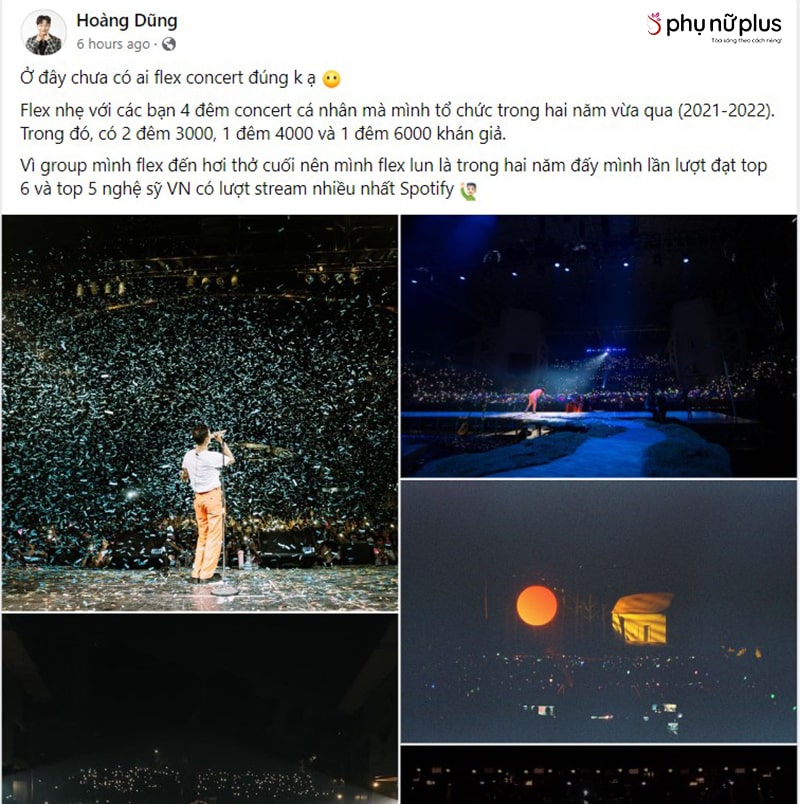 Hoàng Dũng
phụ nữ plus
6 hours ago ·
Tỏa sáng theo cách riêng!
Ở đây chưa có ai flex concert đúng k ạ 😶
Flex nhẹ với các bạn 4 đêm concert cá nhân mà mình tổ chức trong hai năm vừa qua (2021-2022).
Trong đó, có 2 đêm 3000, 1 đêm 4000 và 1 đêm 6000 khán giả.
Vì group mình flex đến hơi thở cuối nên mình flex lun là trong hai năm đấy mình lần lượt đạt top
6 và top 5 nghệ sỹ VN có lượt stream nhiều nhất Spotify 🙋🏻‍♂️